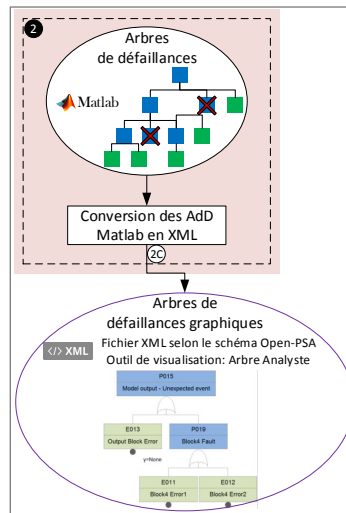 2
Arbres
de défaillances
Matlab
Conversion des AdD
Matlab en XML
2C
Arbres de
défaillances graphiques
Fichier XML selon le schéma Open-PSA
</> XML
Outil de visualisation: Arbre Analyste
P015
Model output - Unexpected event
E013
P019
Output Block Error
Block4 Fault
γ=None
E011
E012
Block4 Error1
Block4 Error2